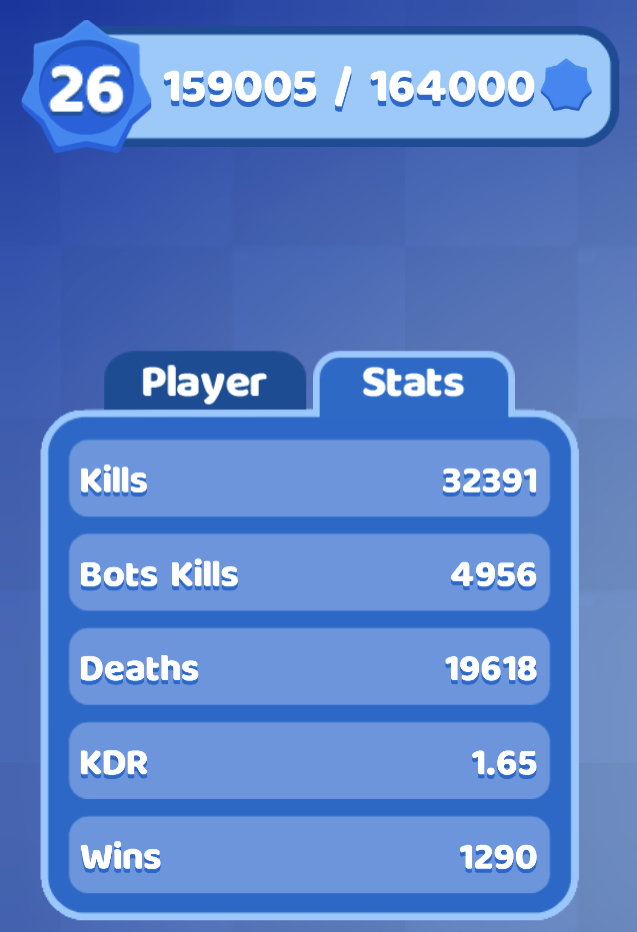 26 159005 / 164000
Player Stats
Kills 32391
Bots Kills 4956
Deaths 19618
KDR 1.65
Wins 1290